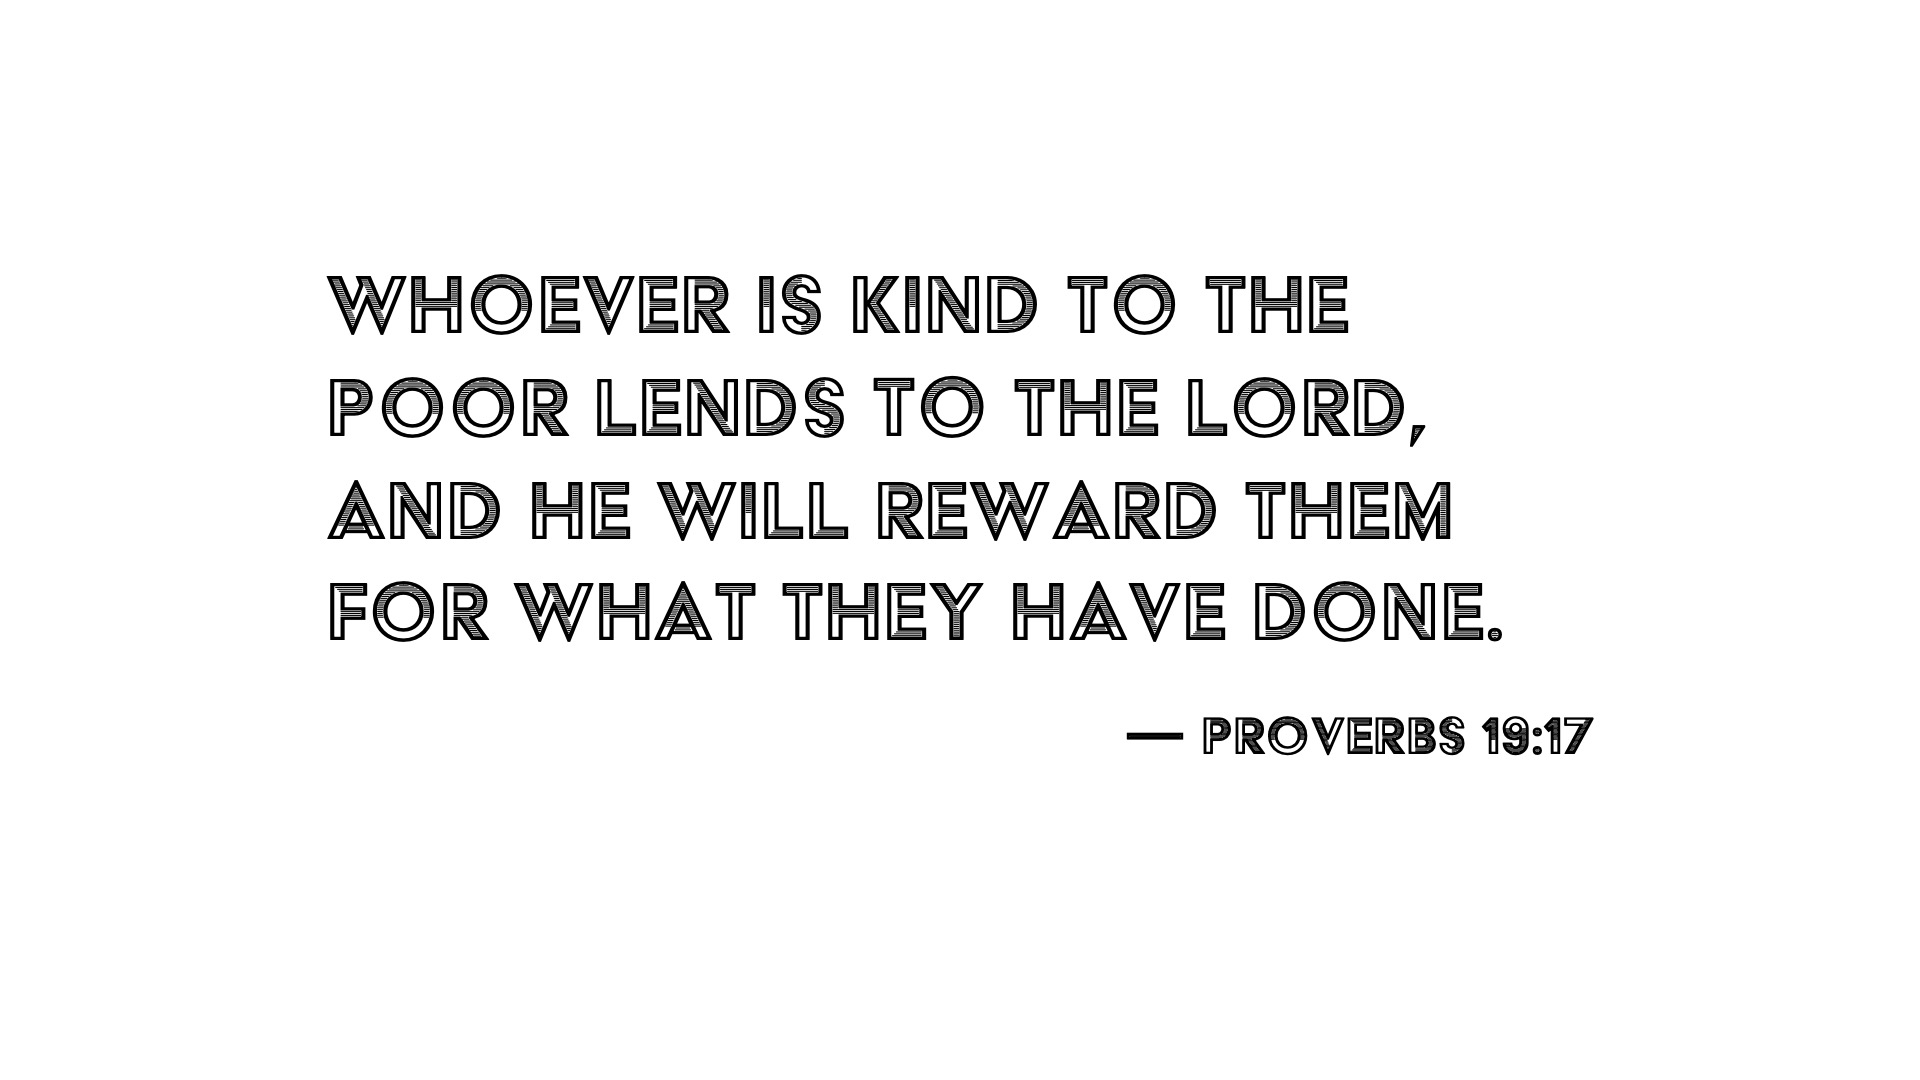 WHOEVER IS KIND TO THE
POOR LENDS TO THE LORD,
AND HE WILL REWARD THEM
FOR WHAT THEY HAVE DONE.
— PROVERBS 19:17